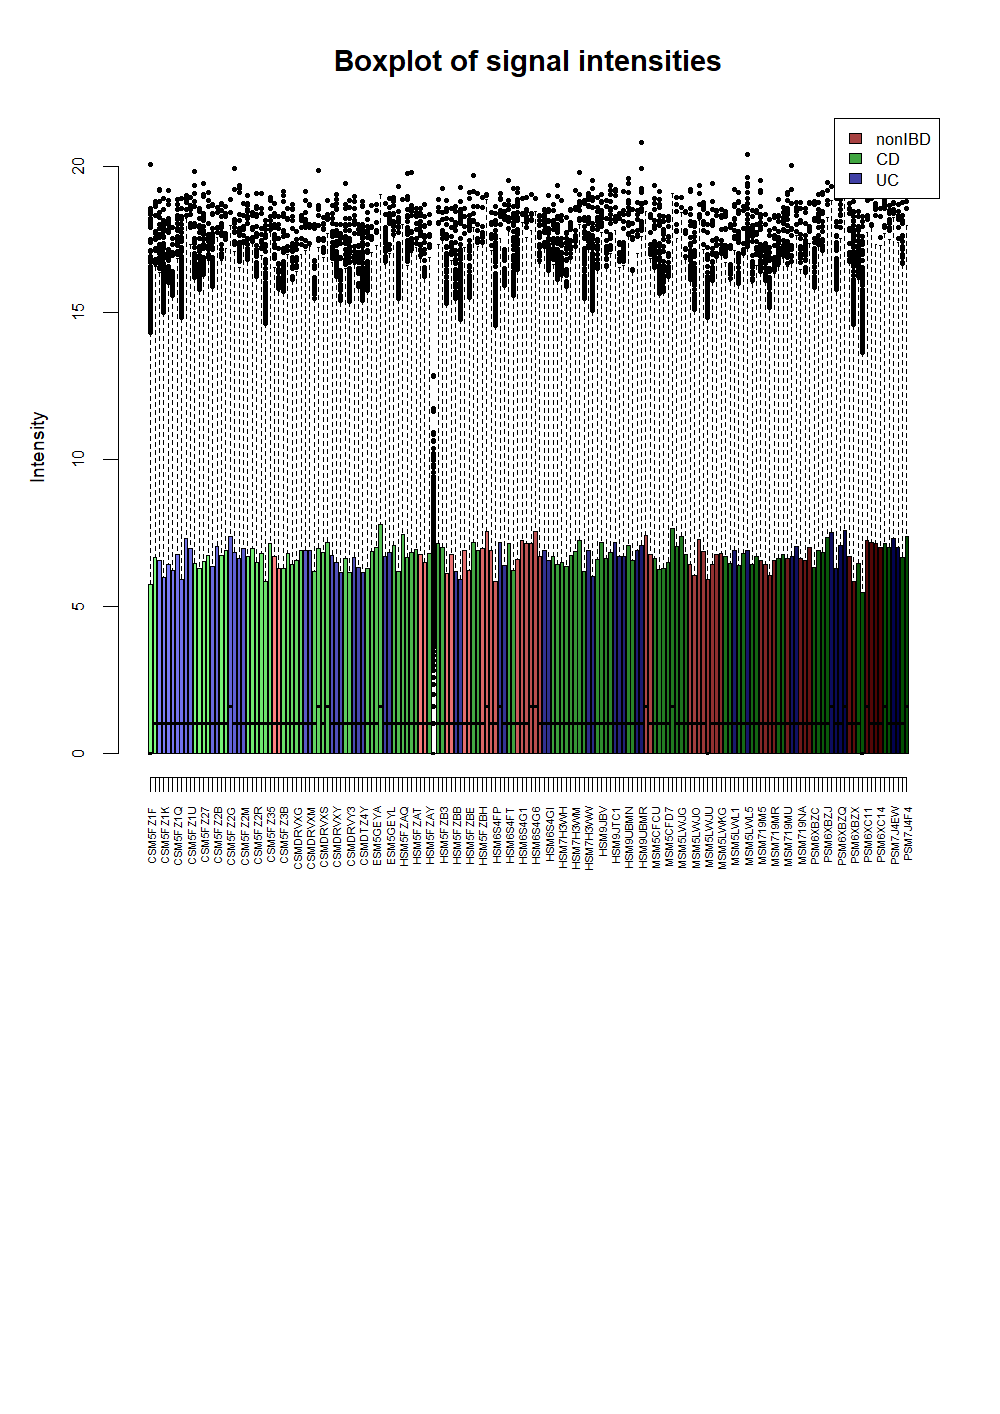 Boxplot of signal intensities
nonIBD
CD
UC
Intensity
20
15
10
5
0
CSM5FZ1F
CSM5FZ1K
CSM5FZ1Q
CSM5FZ1U
CSM5FZ27
CSM5FZ2B
CSM5FZ2G
CSM5FZ2M
CSM5FZ2R
CSM5FZ35
CSM5FZ3B
CSMDRVXG
CSMDRVXM
CSMDRVXS
CSMDRVXY
CSMDRVY3
CSMDTZ4Y
ESM5GEYA
ESM5GEYL
HSM5FZAQ
HSM5FZAT
HSM5FZAY
HSM5FZB3
HSM5FZBB
HSM5FZBE
HSM5FZBH
HSM6S4FP
HSM6S4FT
HSM6S4G1
HSM6S4G6
HSM6S4GI
HSM7H3WH
HSM7H3WM
HSM7H3WW
HSM9JJBV
HSM9JTC1
HSM9UBMN
HSM9UBMR
MSM5CFCU
MSM5CFD7
MSM5LWJG
MSM5LWJO
MSM5LWJU
MSM5LWKG
MSM5LWL1
MSM5LWL5
MSM719M5
MSM719MR
MSM719MU
MSM719NA
PSM6XBZC
PSM6XBZJ
PSM6XBZQ
PSM6XBZX
PSM6XC11
PSM6XC14
PSM7J4EW
PSM7J4F4